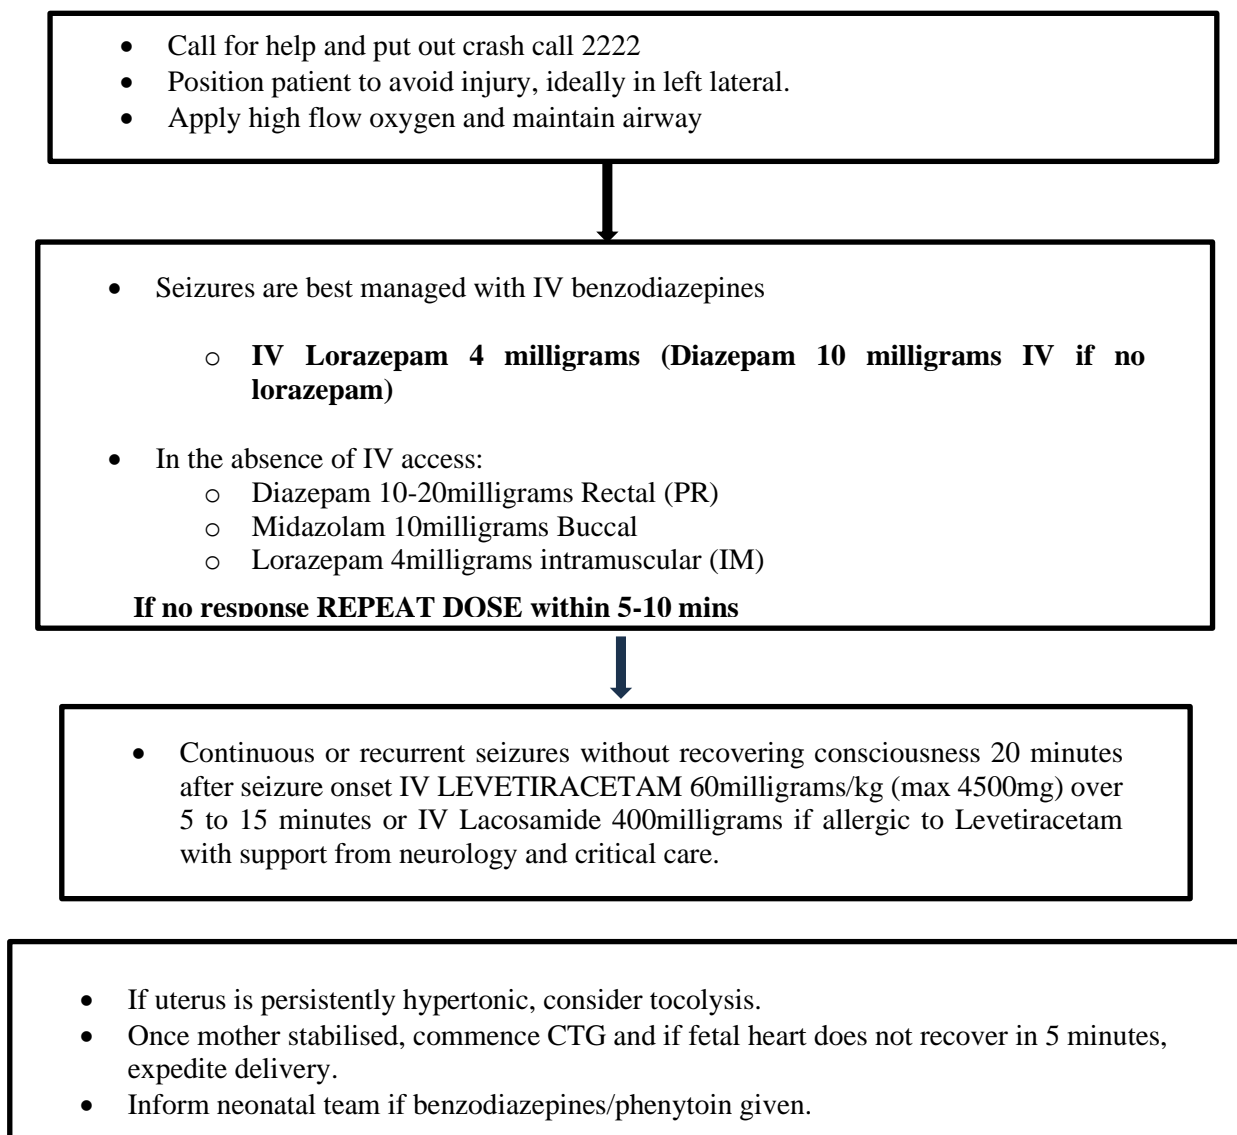 • Call for help and put out crash call 2222
• Position patient to avoid injury, ideally in left lateral.
• Apply high flow oxygen and maintain airway
• Seizures are best managed with IV benzodiazepines
o IV Lorazepam 4 milligrams (Diazepam 10 milligrams IV if no
lorazepam)
• In the absence of IV access:
o Diazepam 10-20milligrams Rectal (PR)
o Midazolam 10milligrams Buccal
o Lorazepam 4milligrams intramuscular (IM)
If no response REPEAT DOSE within 5-10 mins
• Continuous or recurrent seizures without recovering consciousness 20 minutes
after seizure onset IV LEVETIRACETAM 60milligrams/kg (max 4500mg) over
5 to 15 minutes or IV Lacosamide 400milligrams if allergic to Levetiracetam
with support from neurology and critical care.
• If uterus is persistently hypertonic, consider tocolysis.
• Once mother stabilised, commence CTG and if fetal heart does not recover in 5 minutes,
expedite delivery.
• Inform neonatal team if benzodiazepines/phenytoin given.